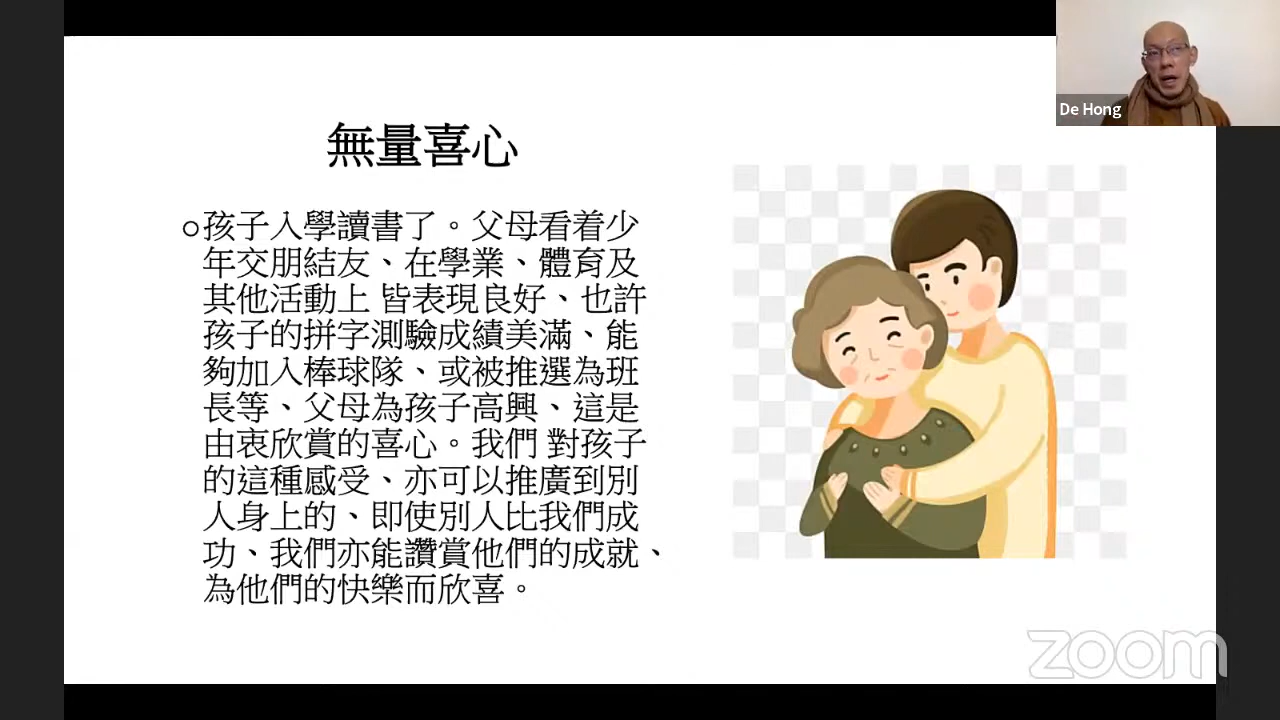 無量喜心
孩子入學讀書了。父母看着少
年交朋結友、在學業、體育及
其他活動上 皆表現良好、也許
孩子的拼字測驗成績美滿、能
夠加入棒球隊、或被推選為班
長等、父母為孩子高興、這是
由衷欣賞的喜心。我們 對孩子
的這種感受、亦可以推廣到別
人身上的、即使別人比我們成
功、我們亦能讚賞他們的成就、
為他們的快樂而欣喜。
De Hong
zoom